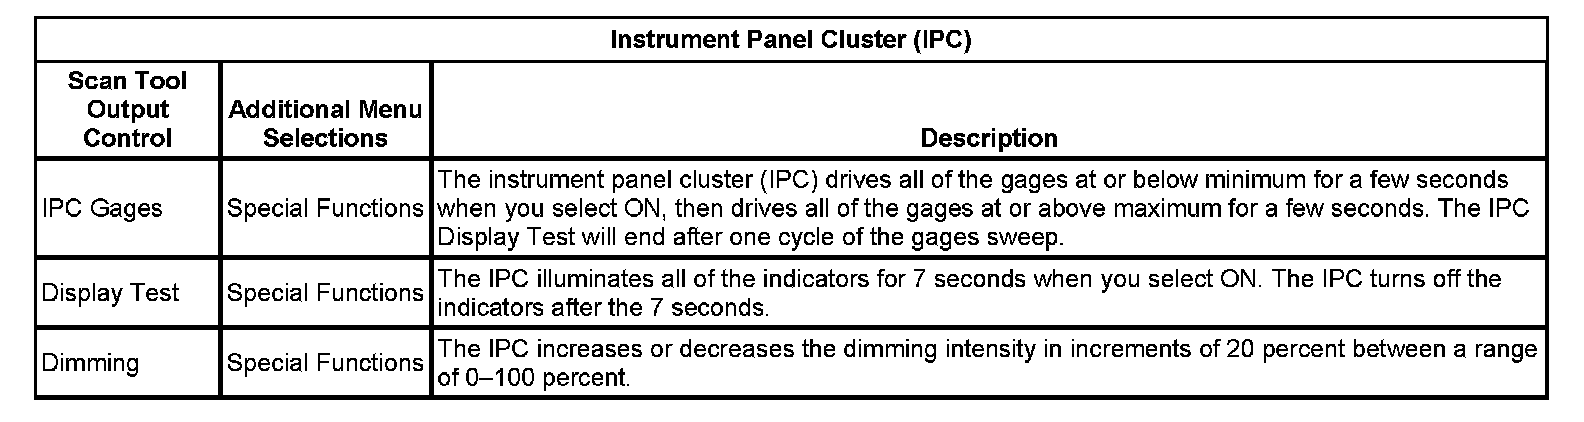 Instrument Panel Cluster (IPC)
Scan Tool
Output
Control
Additional Menu
Selections
Description
IPC Gages
Special Functions
The instrument panel cluster (IPC) drives all of the gages at or below minimum for a few seconds
when you select ON, then drives all of the gages at or above maximum for a few seconds. The IPC
Display Test will end after one cycle of the gages sweep.
Display Test
Special Functions
The IPC illuminates all of the indicators for 7 seconds when you select ON. The IPC turns off the
indicators after the 7 seconds.
Dimming
Special Functions
The IPC increases or decreases the dimming intensity in increments of 20 percent between a range
of 0–100 percent.